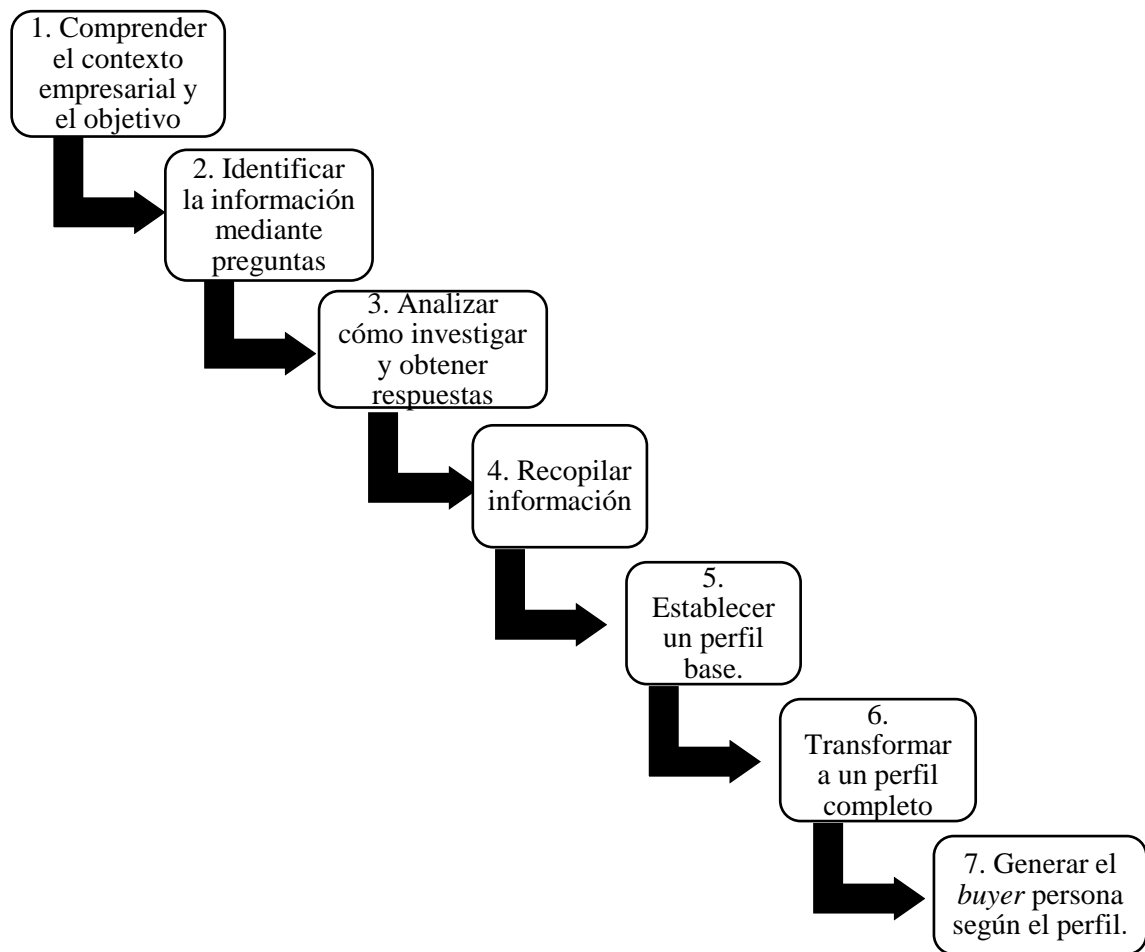 1. Comprender
el contexto
empresarial y
el objetivo
2. Identificar
la información
mediante
preguntas
3. Analizar
cómo investigar
y obtener
respuestas
4. Recopilar
información
5.
Establecer
un perfil
base.
6.
Transformar
a un perfil
completo
7. Generar el
buyer persona
según el perfil.